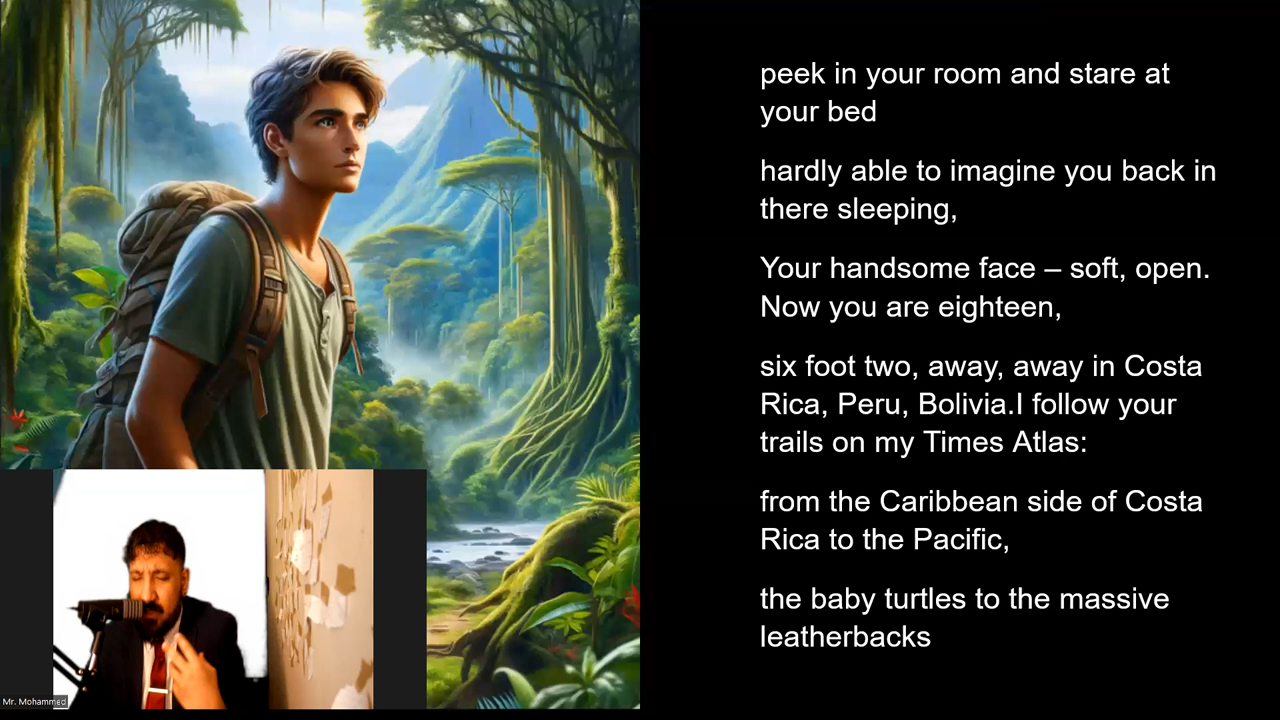 peek in your room and stare at
your bed
hardly able to imagine you back in
there sleeping,
Your handsome face – soft, open.
Now you are eighteen,
six foot two, away, away in Costa
Rica, Peru, Bolivia.I follow your
trails on my Times Atlas:
from the Caribbean side of Costa
Rica to the Pacific,
the baby turtles to the massive
leatherbacks
Mr. Mohammed